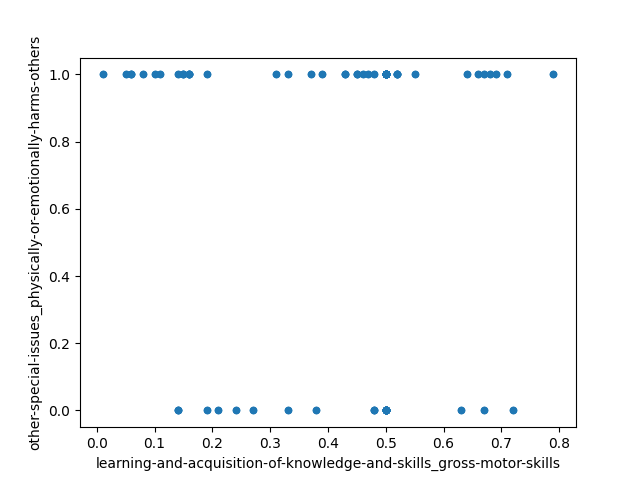 other-special-issues_physically-or-emotionally-harms-others
1.0
0.8
0.6
0.4
0.2
0.0
0.0 0.1 0.2 0.3 0.4 0.5 0.6 0.7 0.8
learning-and-acquisition-of-knowledge-and-skills_gross-motor-skills